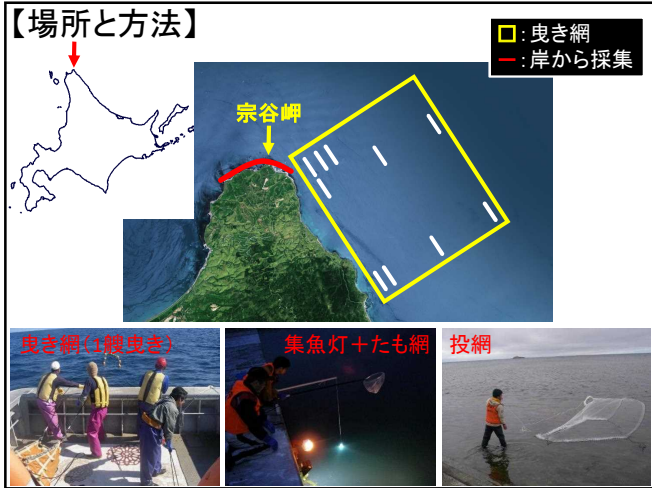 【場所と方法】
□:曳き網
ー:岸から採集
宗谷岬
曳き網(1艘曳き)
集魚灯+たも網
投網